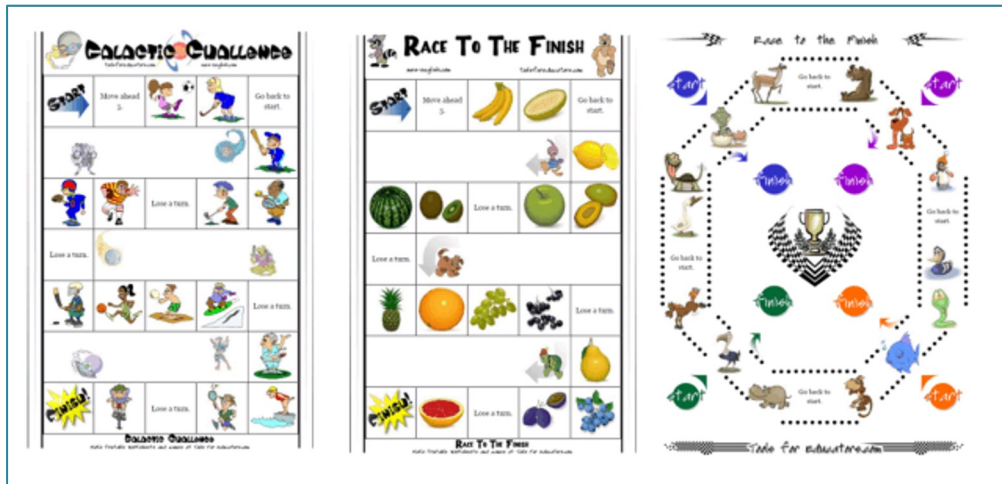 GALACTIC CHALLENGE
START
Move ahead
Go back to
start.
Lose a turn.
Lose a turn.
Lose a turn.
FINISH!
Lose a turn.
GALACTIC CHALLENGE
RACE TO THE FINISH
START
Move ahead
Go back to
start.
Lose a turn.
Lose a turn.
Lose a turn.
FINISH!
Lose a turn.
RACE TO THE FINISH
Race to the Finish
start
Go back to
start.
start
finish
finish
Go back to
start.
Go back to
start.
finish
finish
start
Go back to
start.
start
Tools for Educators.com